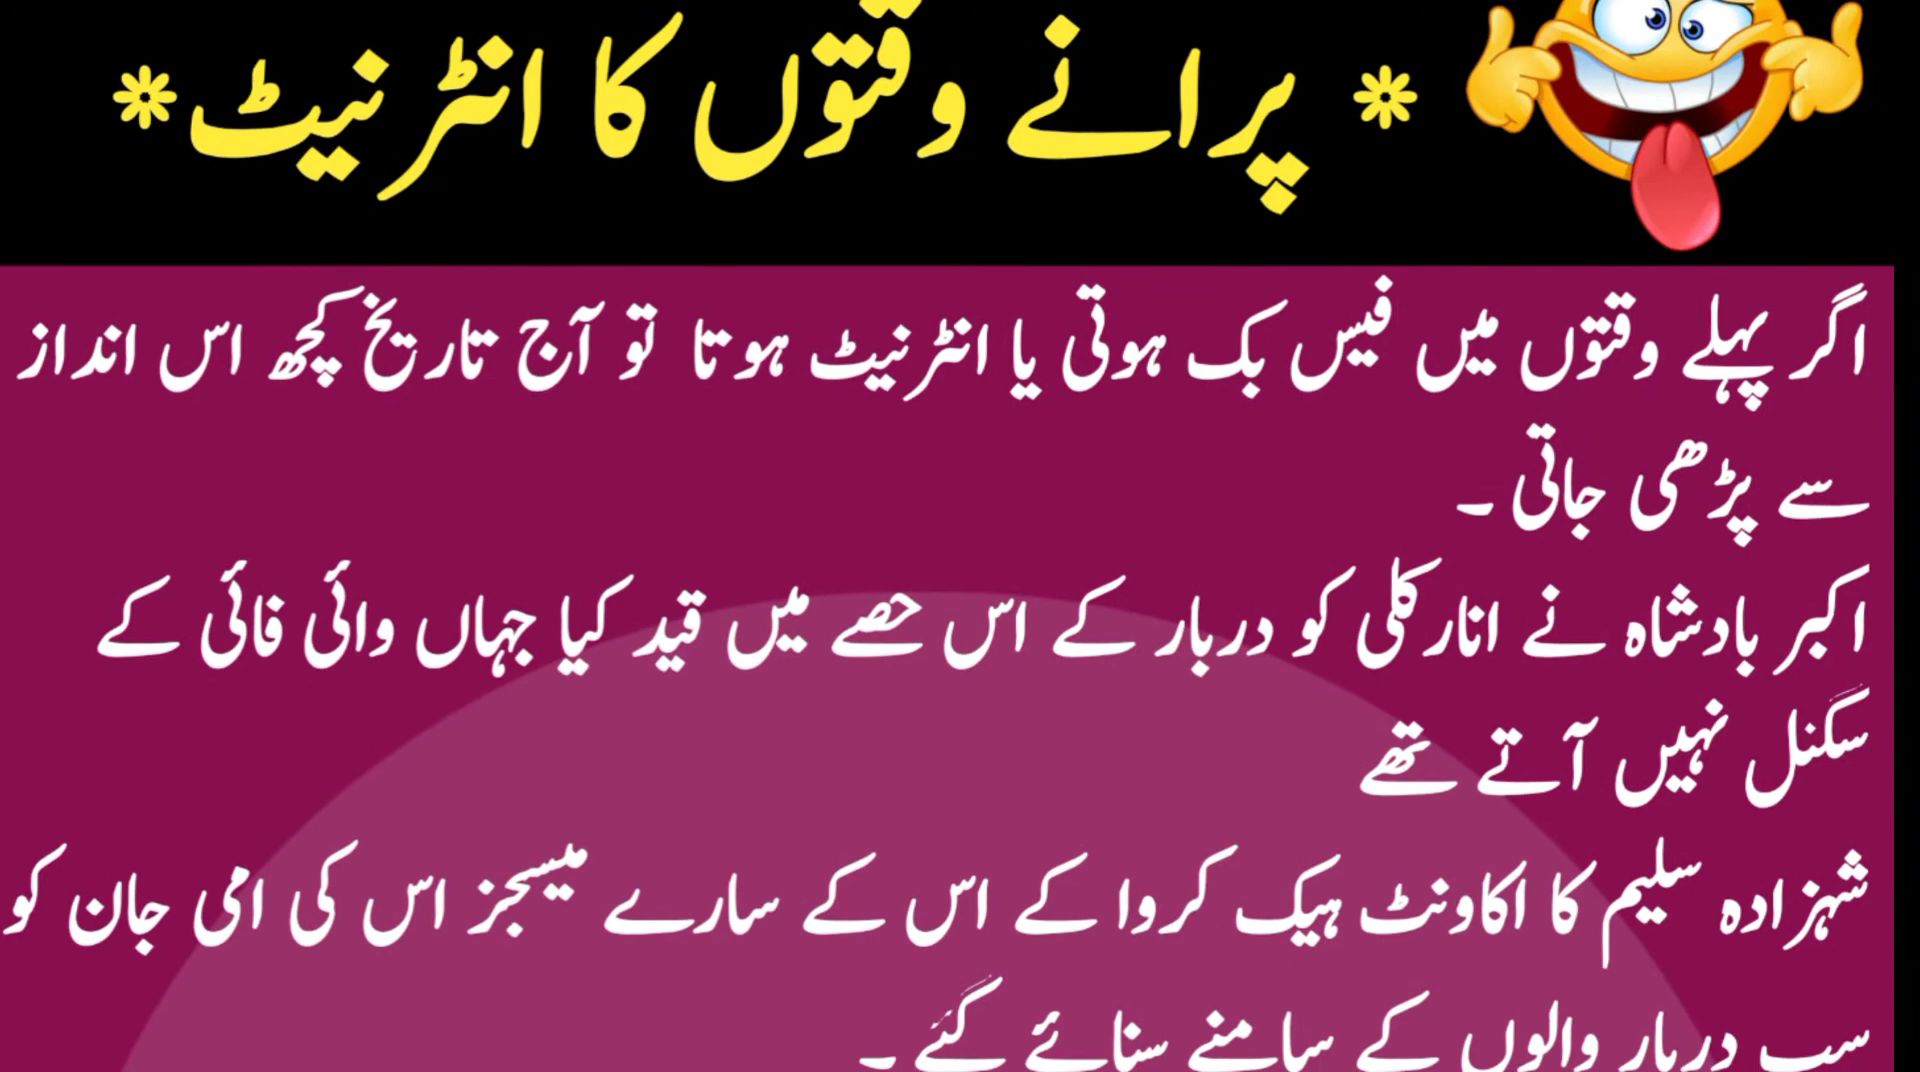 * پرانے وقتوں کا انٹرنیٹ*
اگر پہلے وقتوں میں فیس بک ہوتی یا انٹرنیٹ ہوتا تو آج تاریخ کچھ اس انداز
سے پڑھی جاتی ۔
اکبر بادشاہ نے انارکلی کو دربار کے اس حصے میں قید کیا جہاں وائی فائی کے
سگنل نہیں آتے تھے
شہزادہ سلیم کا اکاونٹ ہیک کروا کے اس کے سارے میسجز اس کی امی جان کو
سب دربار والوں کے سامنے سنائے گئے ۔